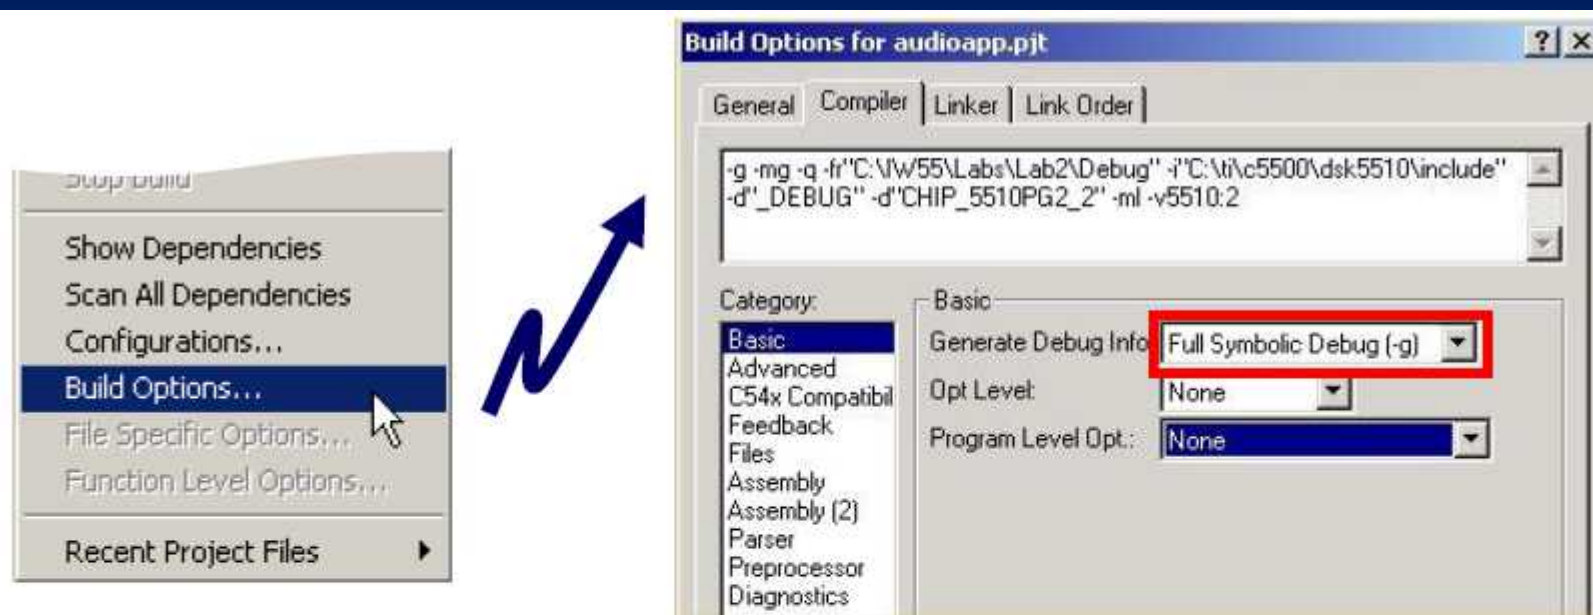 Stop Build
Show Dependencies
Scan All Dependencies
Configurations...
Build Options...
File Specific Options...
Function Level Options...
Recent Project Files
Build Options for audioapp.pjt
General Compiler Linker Link Order
-g -mg -q -fr"C:\IW55\Labs\Lab2\Debug" -i"C:\ti\c5500\dsk5510\include"
-d"_DEBUG" -d"CHIP_5510PG2_2" -ml -v5510:2
Category:
Basic
Advanced
C54x Compatibil
Feedback
Files
Assembly
Assembly (2)
Parser
Preprocessor
Diagnostics
Basic
Generate Debug Info Full Symbolic Debug (-g)
Opt Level: None
Program Level Opt.: None